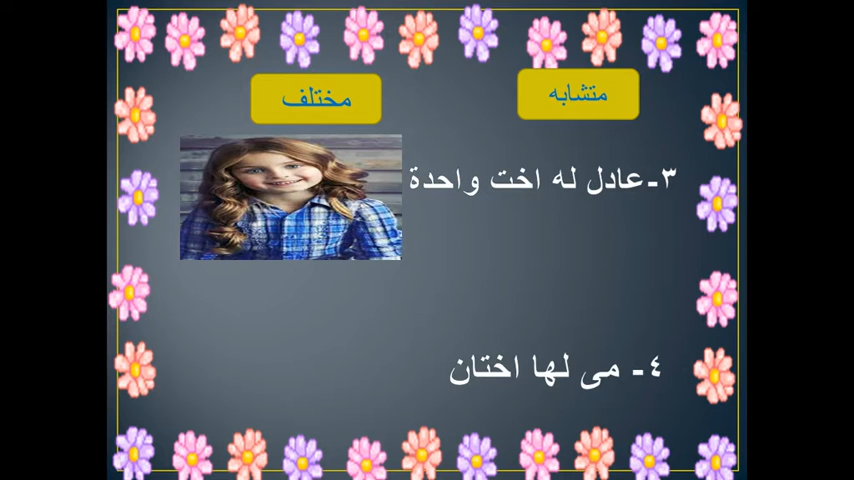 متشابه
مختلف
٣-عادل له اخت واحدة
٤- مى لها اختان